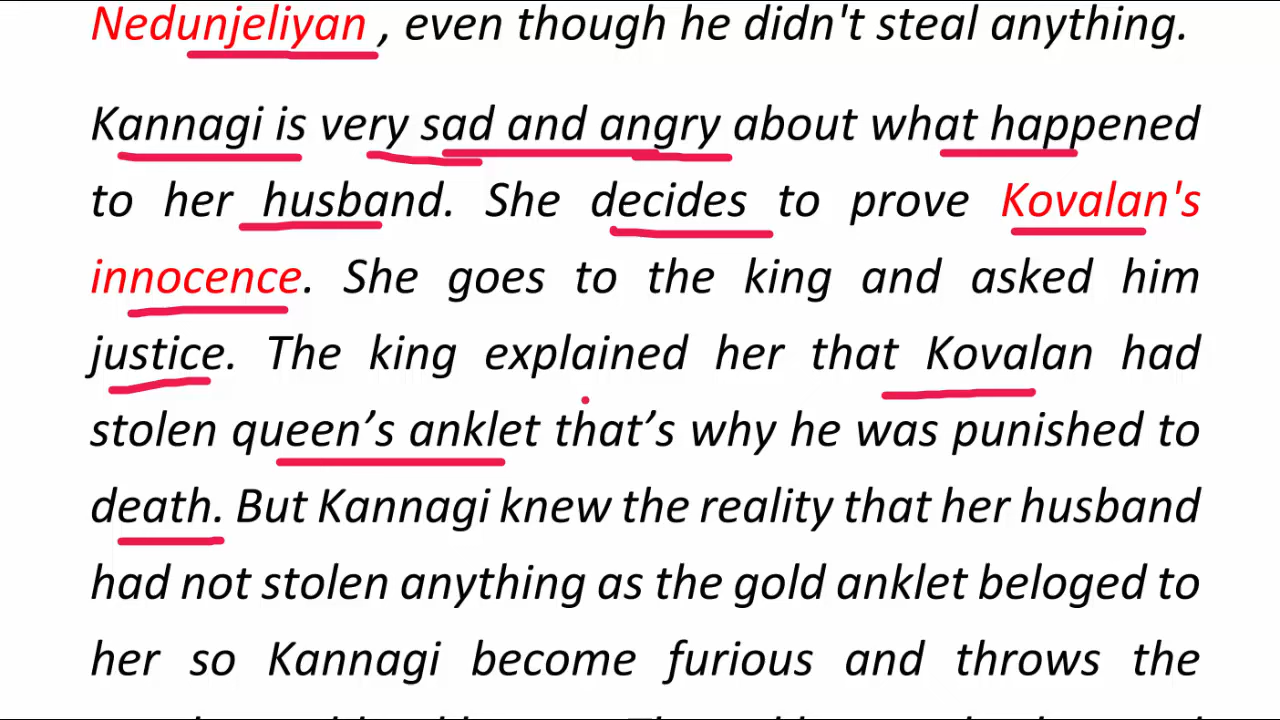 Nedunjeliyan , even though he didn't steal anything.
Kannagi is very sad and angry about what happened
to her husband. She decides to prove Kovalan's
innocence. She goes to the king and asked him
justice. The king explained her that Kovalan had
stolen queen’s anklet that’s why he was punished to
death. But Kannagi knew the reality that her husband
had not stolen anything as the gold anklet beloged to
her so Kannagi become furious and throws the